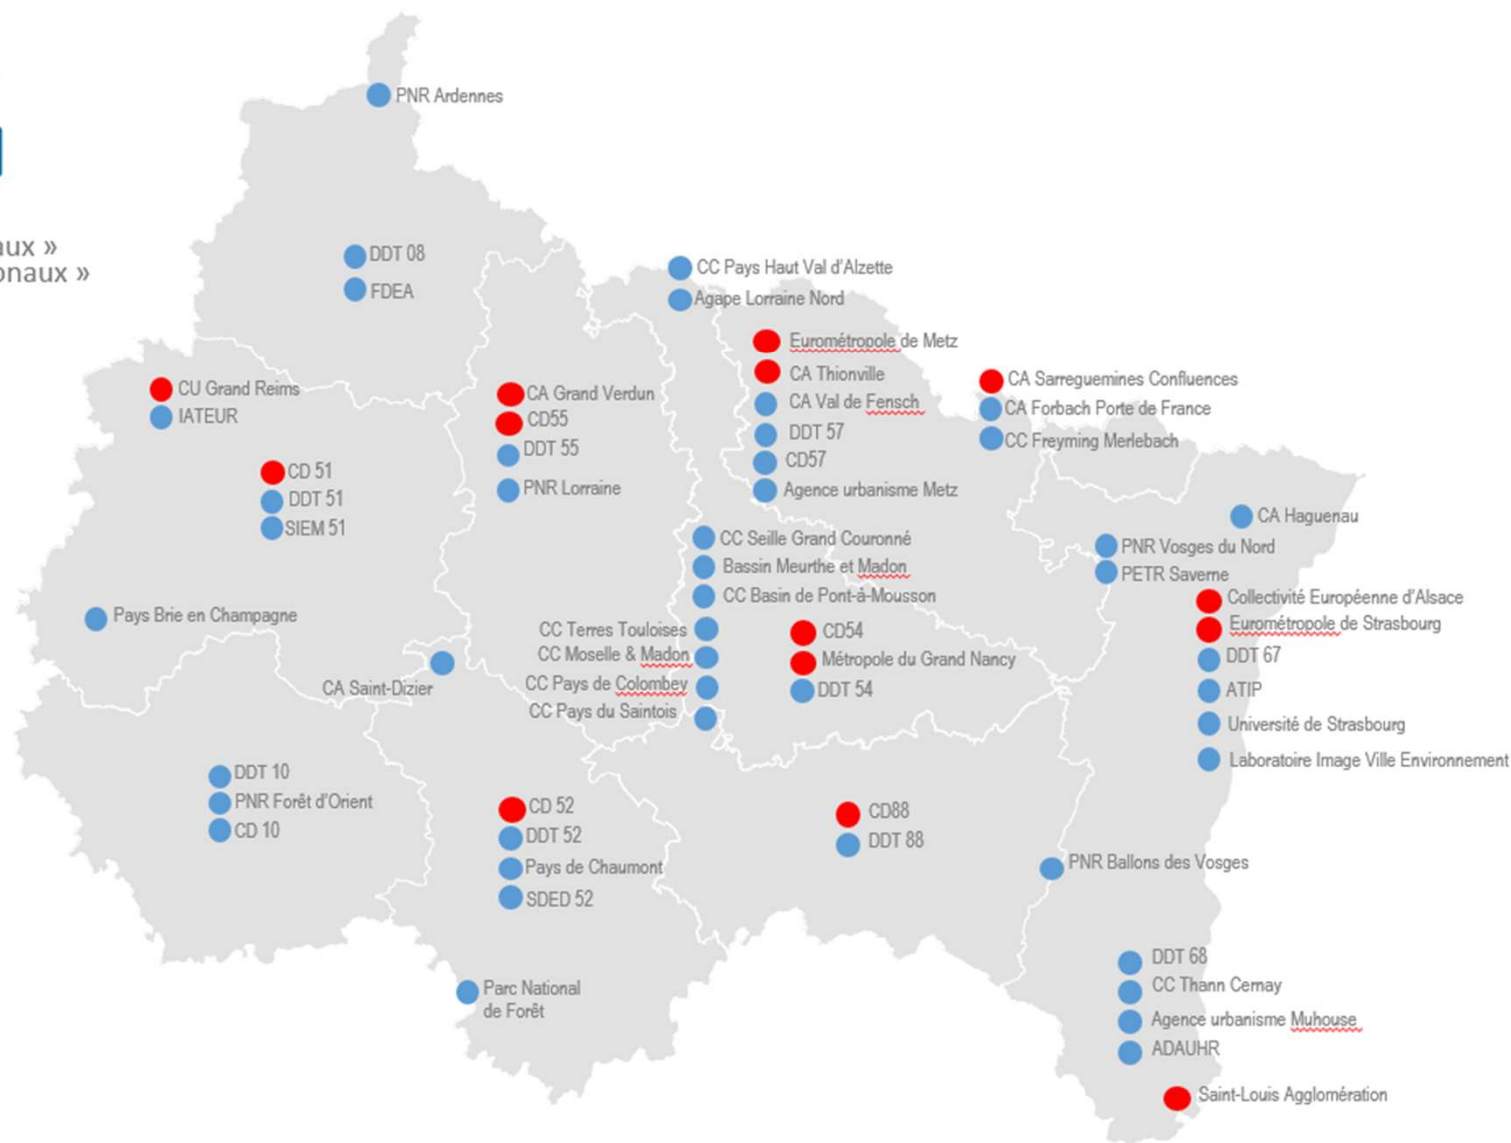 PNR Ardennes
aux »
onaux »
DDT 08
FDEA
CC Pays Haut Val d'Alzette
Agape Lorraine Nord
Eurométropole de Metz
CA Thionville
CA Val de Fensch
DDT 57
CD57
Agence urbanisme Metz
CA Sarreguemines Confluences
CA Forbach Porte de France
CC Freyming Merlebach
CU Grand Reims
IATEUR
CA Grand Verdun
CD55
DDT 55
PNR Lorraine
CD 51
DDT 51
SIEM 51
CA Haguenau
PNR Vosges du Nord
PETR Saverne
CC Seille Grand Couronné
Bassin Meurthe et Madon
CC Basin de Pont-à-Mousson
Pays Brie en Champagne
CC Terres Touloises
CC Moselle & Madon
CC Pays de Colombey
CC Pays du Saintois
CD54
Métropole du Grand Nancy
DDT 54
Collectivité Européenne d'Alsace
Eurométropole de Strasbourg
DDT 67
ATIP
Université de Strasbourg
Laboratoire Image Ville Environnement
CA Saint-Dizier
DDT 10
PNR Forêt d'Orient
CD 10
CD 52
DDT 52
Pays de Chaumont
SDED 52
CD88
DDT 88
PNR Ballons des Vosges
Parc National
de Forêt
DDT 68
CC Thann Cernay
Agence urbanisme Muhouse
ADAUHR
Saint-Louis Agglomération